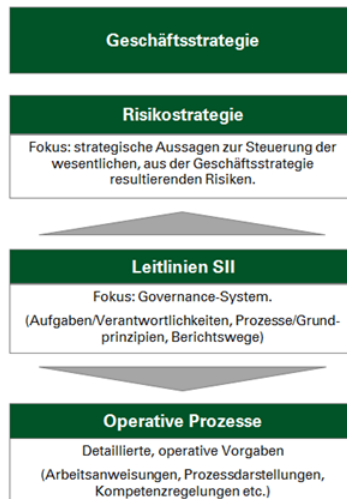 Geschäftsstrategie
Risikostrategie
Fokus: strategische Aussagen zur Steuerung der
wesentlichen, aus der Geschäftsstrategie
resultierenden Risiken.
Leitlinien SII
Fokus: Governance-System.
(Aufgaben/Verantwortlichkeiten, Prozesse/Grund-
prinzipien, Berichtswege)
Operative Prozesse
Detaillierte, operative Vorgaben
(Arbeitsanweisungen, Prozessdarstellungen,
Kompetenzregelungen etc.)